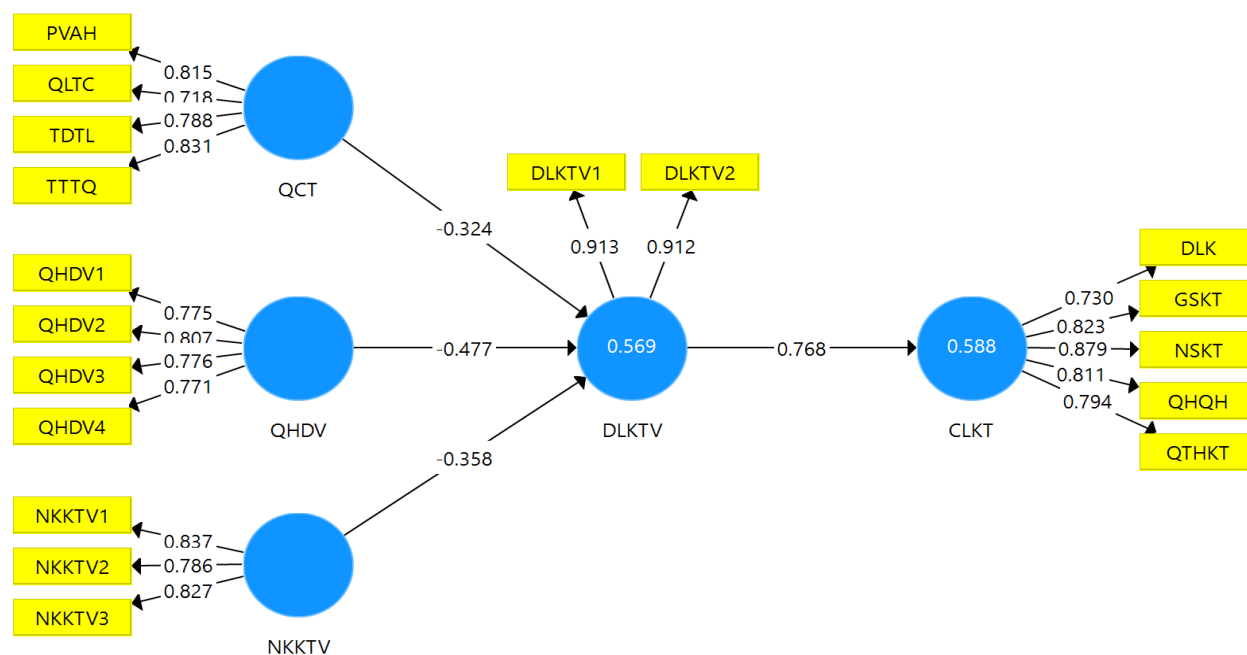 PVAH
QLTC
TDTL
TTTQ
0.815
0.718
0.788
0.831
QCT
-0.324
QHDV1
QHDV2
QHDV3
QHDV4
0.775
0.807
0.776
0.771
QHDV
-0.477
NKKTV1
NKKTV2
NKKTV3
0.837
0.786
0.827
NKKTV
-0.358
DLKTV1
DLKTV2
0.913
0.912
0.569
DLKTV
0.768
0.588
CLKT
0.730
0.823
0.879
0.811
0.794
DLK
GSKT
NSKT
QHQH
QTHKT